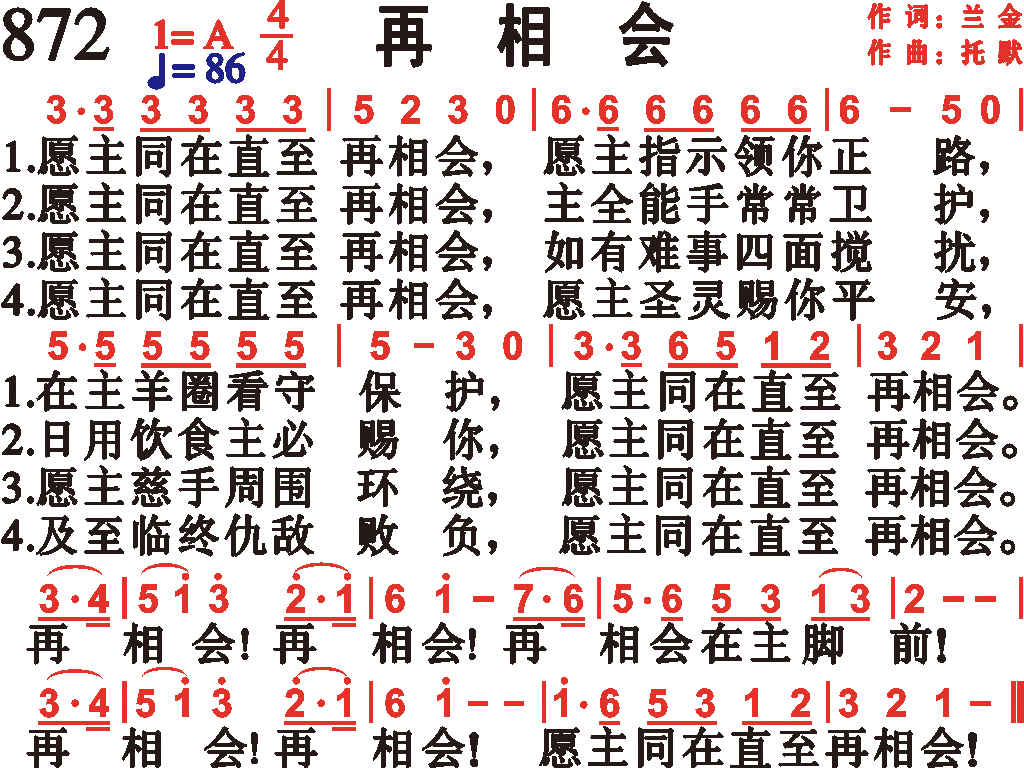 872 1=A 4/4 再相会 作词：兰金
♩=86 作曲：托默
3·3 3 3 3 3 | 5 2 3 0 | 6·6 6 6 6 6 | 6 － 5 0 |
1.愿主同在直至 再相会， 愿主指示领你正 路，
2.愿主同在直至 再相会， 主全能手常常卫 护，
3.愿主同在直至 再相会， 如有难事四面搅 扰，
4.愿主同在直至 再相会， 愿主圣灵赐你平 安，
5·5 5 5 5 5 | 5 － 3 0 | 3·3 6 5 1 2 | 3 2 1 |
1.在主羊圈看守 保 护， 愿主同在直至 再相会。
2.日用饮食主必 赐 你， 愿主同在直至 再相会。
3.愿主慈手周围 环 绕， 愿主同在直至 再相会。
4.及至临终仇敌 败 负， 愿主同在直至 再相会。
3·4 | 5 i̇ 3̇ 2̇·i̇ | 6 i̇ － 7·6 | 5·6 5 3 1 3 | 2 － － |
再 相 会! 再 相会! 再 相会在主脚 前!
3·4 | 5 i̇ 3̇ 2̇·i̇ | 6 i̇ － － | i̇·6 5 3 1 2 | 3 2 1 － ‖
再 相 会! 再 相会! 愿主同在直至再相会!